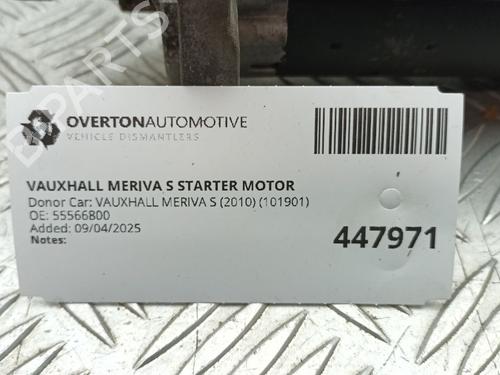 OVERTONAUTOMOTIVE
VEHICLE DISMANTLERS
VAUXHALL MERIVA S STARTER MOTOR
Donor Car: VAUXHALL MERIVA S (2010) (101901)
OE: 55566800
Added: 09/04/2025
Notes:
447971
B-PARTS